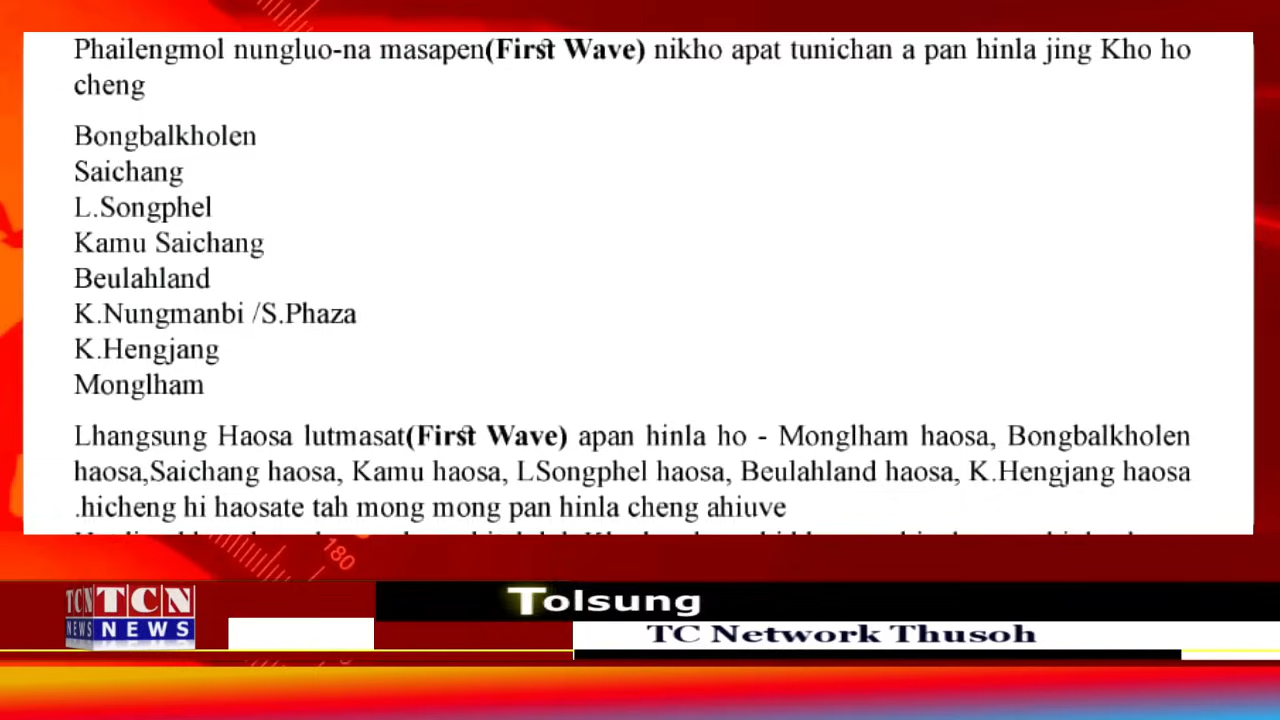 Phailengmol nungluo-na masapen(First Wave) nikho apat tunichan a pan hinla jing Kho ho
cheng
Bongbalkholen
Saichang
L.Songphel
Kamu Saichang
Beulahland
K.Nungmanbi /S.Phaza
K.Hengjang
Monglham
Lhangsung Haosa lutmasat(First Wave) apan hinla ho - Monglham haosa, Bongbalkholen
haosa,Saichang haosa, Kamu haosa, LSongphel haosa, Beulahland haosa, K.Hengjang haosa
.hicheng hi haosate tah mong mong pan hinla cheng ahiuve
180
TCN TCN
NEWS NEWS
Tolsung
TC Network Thusoh